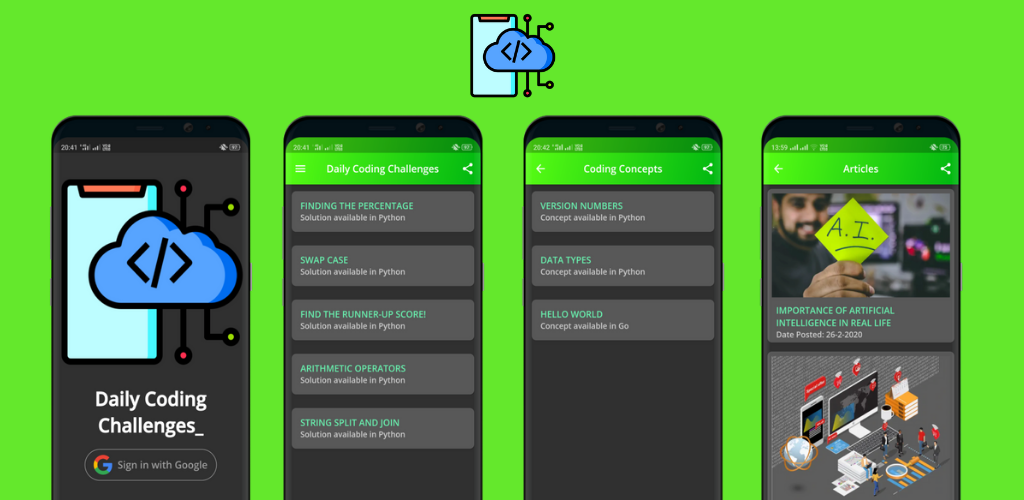 </>
20:41
</>
Daily Coding
Challenges_
Sign in with Google
20:41
Daily Coding Challenges
FINDING THE PERCENTAGE
Solution available in Python
SWAP CASE
Solution available in Python
FIND THE RUNNER-UP SCORE!
Solution available in Python
ARITHMETIC OPERATORS
Solution available in Python
STRING SPLIT AND JOIN
Solution available in Python
20:42
Coding Concepts
VERSION NUMBERS
Concept available in Python
DATA TYPES
Concept available in Python
HELLO WORLD
Concept available in Go
13:59
Articles
A.I.
IMPORTANCE OF ARTIFICIAL
INTELLIGENCE IN REAL LIFE
Date Posted: 26-2-2020